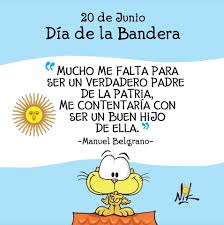 20 de Junio
Día de la Bandera
“MUCHO ME FALTA PARA
SER UN VERDADERO PADRE
DE LA PATRIA,
ME CONTENTARÍA CON
SER UN BUEN HIJO
DE ELLA.”
-Manuel Belgrano-
Nik